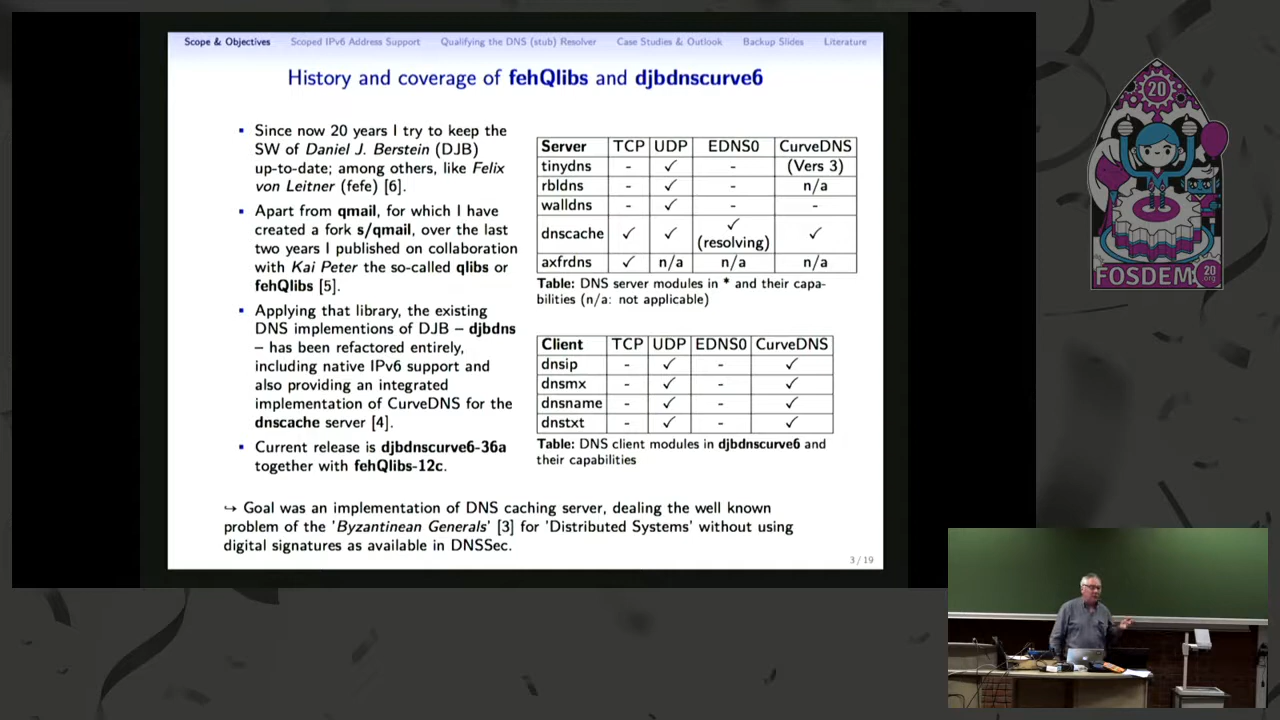 Scope & Objectives Scoped IPv6 Address Support Qualifying the DNS (stub) Resolver Case Studies & Outlook Backup Slides Literature
History and coverage of fehQlibs and djbdnscurve6
▪ Since now 20 years I try to keep the
SW of Daniel J. Berstein (DJB)
up-to-date; among others, like Felix
von Leitner (fefe) [6].
▪ Apart from qmail, for which I have
created a fork s/qmail, over the last
two years I published on collaboration
with Kai Peter the so-called qlibs or
fehQlibs [5].
▪ Applying that library, the existing
DNS implementions of DJB – djbdns
– has been refactored entirely,
including native IPv6 support and
also providing an integrated
implementation of CurveDNS for the
dnscache server [4].
▪ Current release is djbdnscurve6-36a
together with fehQlibs-12c.
Server TCP UDP EDNS0 CurveDNS
tinydns - ✓ - (Vers 3)
rbldns - ✓ - n/a
walldns - ✓ - -
dnscache ✓ ✓ ✓ (resolving) ✓
axfrdns ✓ n/a n/a n/a
Table: DNS server modules in * and their capa-
bilities (n/a: not applicable)
Client TCP UDP EDNS0 CurveDNS
dnsip - ✓ - ✓
dnsmx - ✓ - ✓
dnsname - ✓ - ✓
dnstxt - ✓ - ✓
Table: DNS client modules in djbdnscurve6 and
their capabilities
↪ Goal was an implementation of DNS caching server, dealing the well known
problem of the 'Byzantinean Generals' [3] for 'Distributed Systems' without using
digital signatures as available in DNSSec.
3 / 19
20
FOSDEM
20
.org